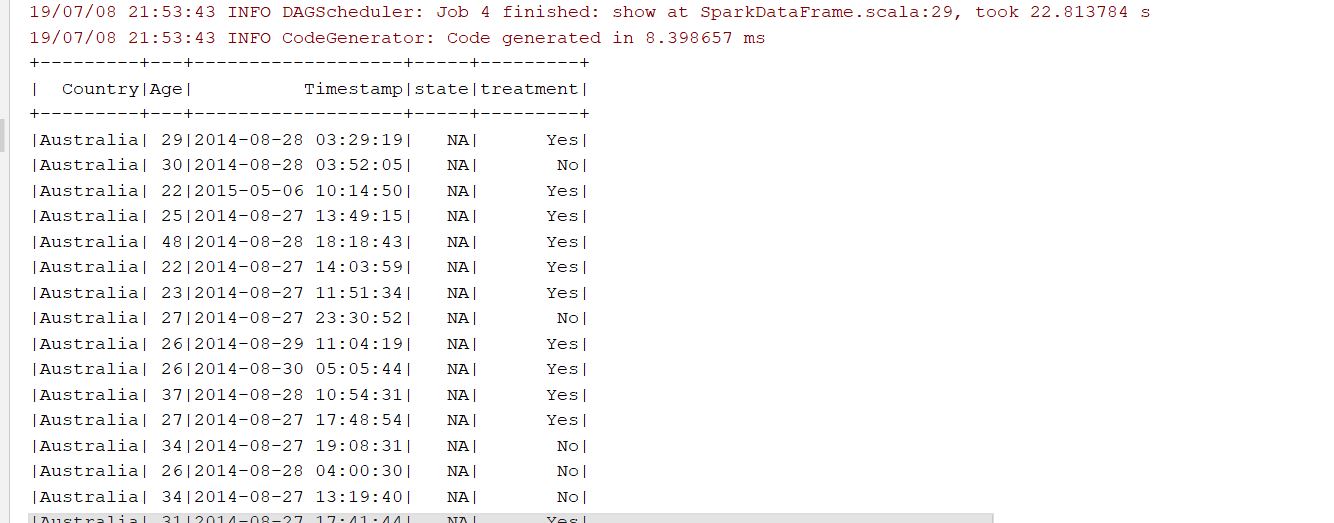 19/07/08 21:53:43 INFO DAGScheduler: Job 4 finished: show at SparkDataFrame.scala:29, took 22.813784 s
19/07/08 21:53:43 INFO CodeGenerator: Code generated in 8.398657 ms
+---------+---+-------------------+-----+---------+
|  Country|Age|          Timestamp|state|treatment|
+---------+---+-------------------+-----+---------+
|Australia| 29|2014-08-28 03:29:19|   NA|      Yes|
|Australia| 30|2014-08-28 03:52:05|   NA|       No|
|Australia| 22|2015-05-06 10:14:50|   NA|      Yes|
|Australia| 25|2014-08-27 13:49:15|   NA|      Yes|
|Australia| 48|2014-08-28 18:18:43|   NA|      Yes|
|Australia| 22|2014-08-27 14:03:59|   NA|      Yes|
|Australia| 23|2014-08-27 11:51:34|   NA|      Yes|
|Australia| 27|2014-08-27 23:30:52|   NA|       No|
|Australia| 26|2014-08-29 11:04:19|   NA|      Yes|
|Australia| 26|2014-08-30 05:05:44|   NA|      Yes|
|Australia| 37|2014-08-28 10:54:31|   NA|      Yes|
|Australia| 27|2014-08-27 17:48:54|   NA|      Yes|
|Australia| 34|2014-08-27 19:08:31|   NA|       No|
|Australia| 26|2014-08-28 04:00:30|   NA|       No|
|Australia| 34|2014-08-27 13:19:40|   NA|       No|
|Australia| 31|2014-08-27 17:41:44|   NA|      Yes|